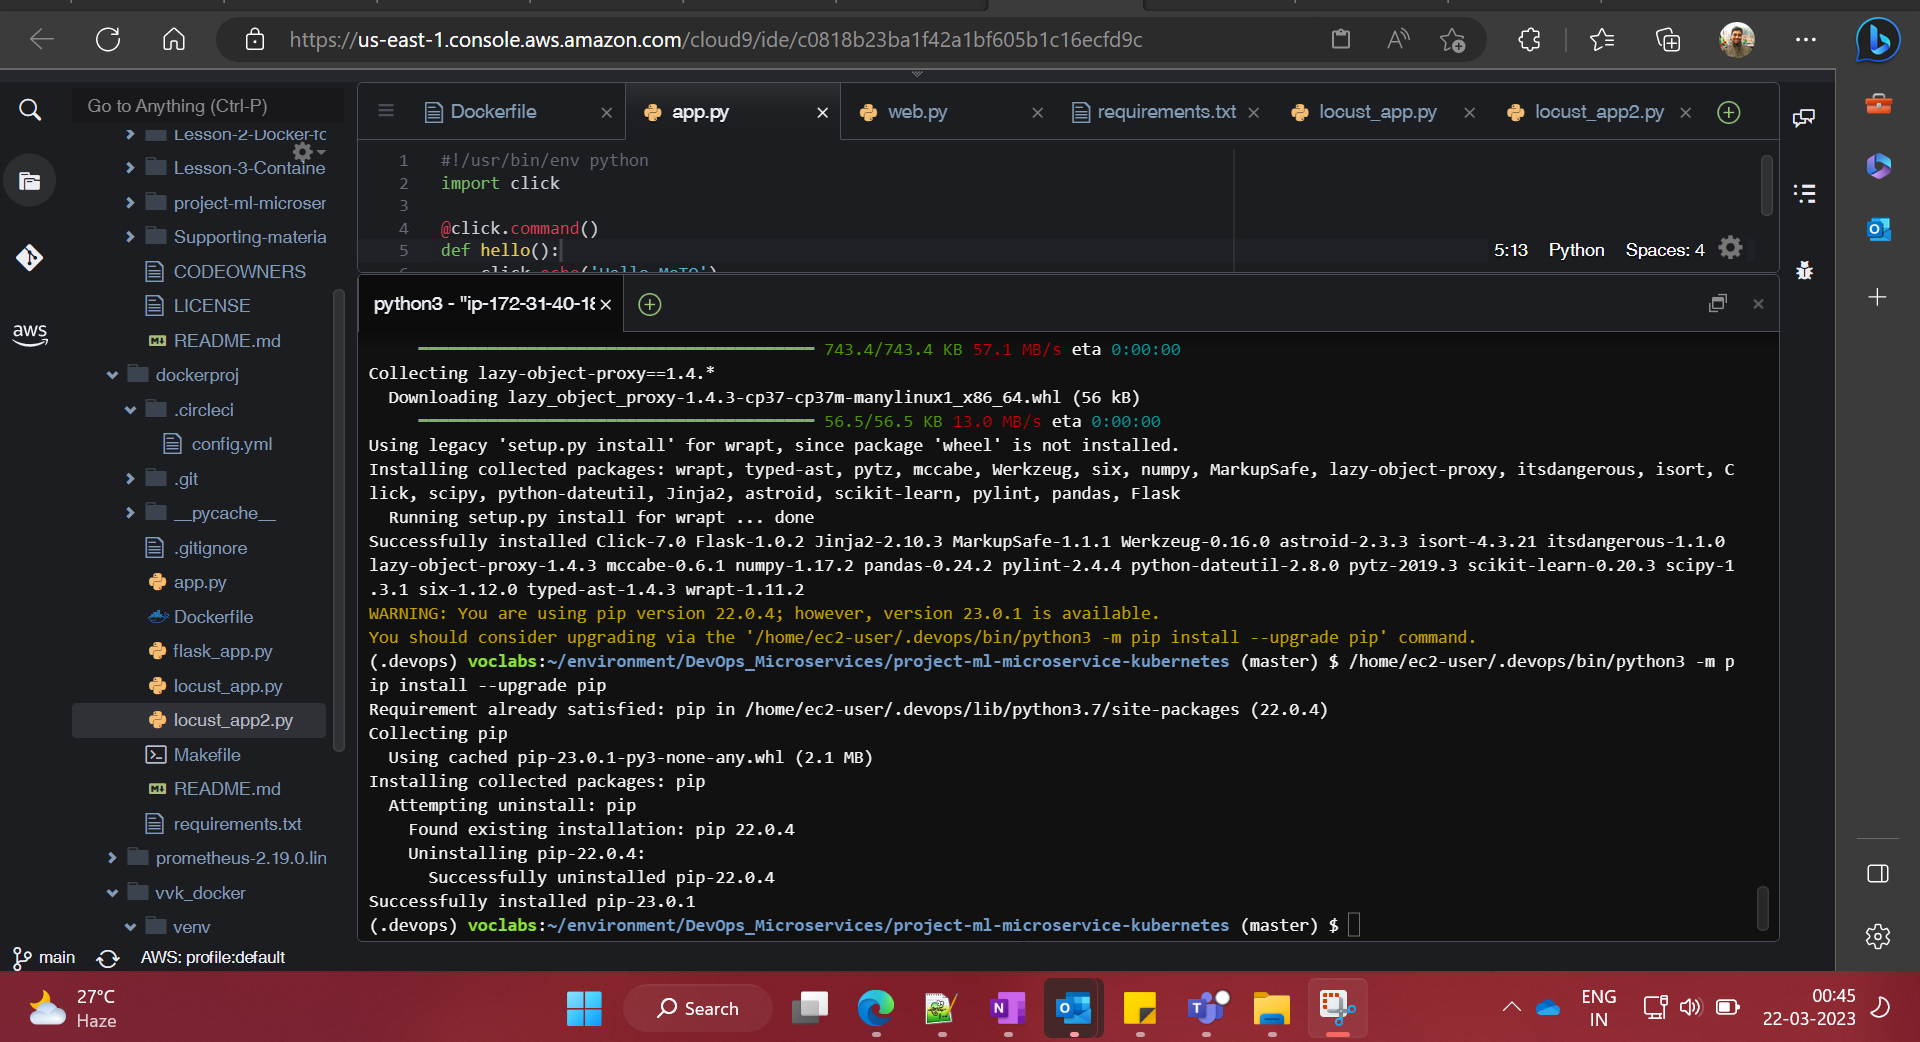 https://us-east-1.console.aws.amazon.com/cloud9/ide/c0818b23ba1f42a1bf605b1c16ecfd9c
Go to Anything (Ctrl-P)
Lesson-2-Docker-fo
Lesson-3-Containe
project-ml-microser
Supporting-materia
CODEOWNERS
LICENSE
README.md
dockerproj
.circleci
config.yml
.git
__pycache__
.gitignore
app.py
Dockerfile
flask_app.py
locust_app.py
locust_app2.py
Makefile
README.md
requirements.txt
prometheus-2.19.0.lin
vvk_docker
venv
aws
Dockerfile
app.py
web.py
requirements.txt
locust_app.py
locust_app2.py
1 #!/usr/bin/env python
2 import click
3
4 @click.command()
5 def hello():
6 click.echo('Hello MoTO')
5:13 Python Spaces: 4
python3 - "ip-172-31-40-18
743.4/743.4 KB 57.1 MB/s eta 0:00:00
Collecting lazy-object-proxy==1.4.*
Downloading lazy_object_proxy-1.4.3-cp37-cp37m-manylinux1_x86_64.whl (56 kB)
56.5/56.5 KB 13.0 MB/s eta 0:00:00
Using legacy 'setup.py install' for wrapt, since package 'wheel' is not installed.
Installing collected packages: wrapt, typed-ast, pytz, mccabe, Werkzeug, six, numpy, MarkupSafe, lazy-object-proxy, itsdangerous, isort, C
lick, scipy, python-dateutil, Jinja2, astroid, scikit-learn, pylint, pandas, Flask
Running setup.py install for wrapt ... done
Successfully installed Click-7.0 Flask-1.0.2 Jinja2-2.10.3 MarkupSafe-1.1.1 Werkzeug-0.16.0 astroid-2.3.3 isort-4.3.21 itsdangerous-1.1.0
lazy-object-proxy-1.4.3 mccabe-0.6.1 numpy-1.17.2 pandas-0.24.2 pylint-2.4.4 python-dateutil-2.8.0 pytz-2019.3 scikit-learn-0.20.3 scipy-1
.3.1 six-1.12.0 typed-ast-1.4.3 wrapt-1.11.2
WARNING: You are using pip version 22.0.4; however, version 23.0.1 is available.
You should consider upgrading via the '/home/ec2-user/.devops/bin/python3 -m pip install --upgrade pip' command.
(.devops) voclabs:~/environment/DevOps_Microservices/project-ml-microservice-kubernetes (master) $ /home/ec2-user/.devops/bin/python3 -m p
ip install --upgrade pip
Requirement already satisfied: pip in /home/ec2-user/.devops/lib/python3.7/site-packages (22.0.4)
Collecting pip
Using cached pip-23.0.1-py3-none-any.whl (2.1 MB)
Installing collected packages: pip
Attempting uninstall: pip
Found existing installation: pip 22.0.4
Uninstalling pip-22.0.4:
Successfully uninstalled pip-22.0.4
Successfully installed pip-23.0.1
(.devops) voclabs:~/environment/DevOps_Microservices/project-ml-microservice-kubernetes (master) $
main AWS: profile:default
27°C
Haze
Search
ENG
IN
00:45
22-03-2023